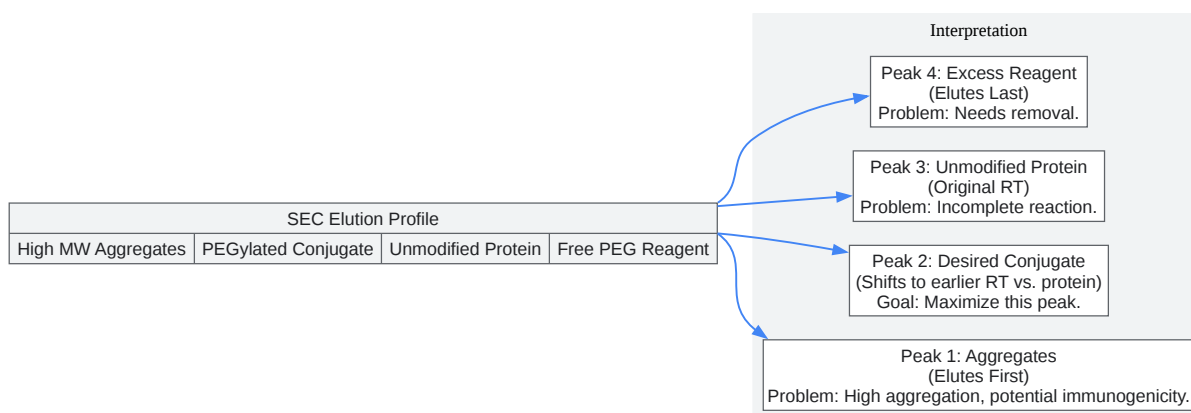 Interpretation
Peak 4: Excess Reagent
(Elutes Last)
Problem: Needs removal.
Peak 3: Unmodified Protein
(Original RT)
Problem: Incomplete reaction.
SEC Elution Profile
High MW Aggregates
PEGylated Conjugate
Unmodified Protein
Free PEG Reagent
Peak 2: Desired Conjugate
(Shifts to earlier RT vs. protein)
Goal: Maximize this peak.
Peak 1: Aggregates
(Elutes First)
Problem: High aggregation, potential immunogenicity.